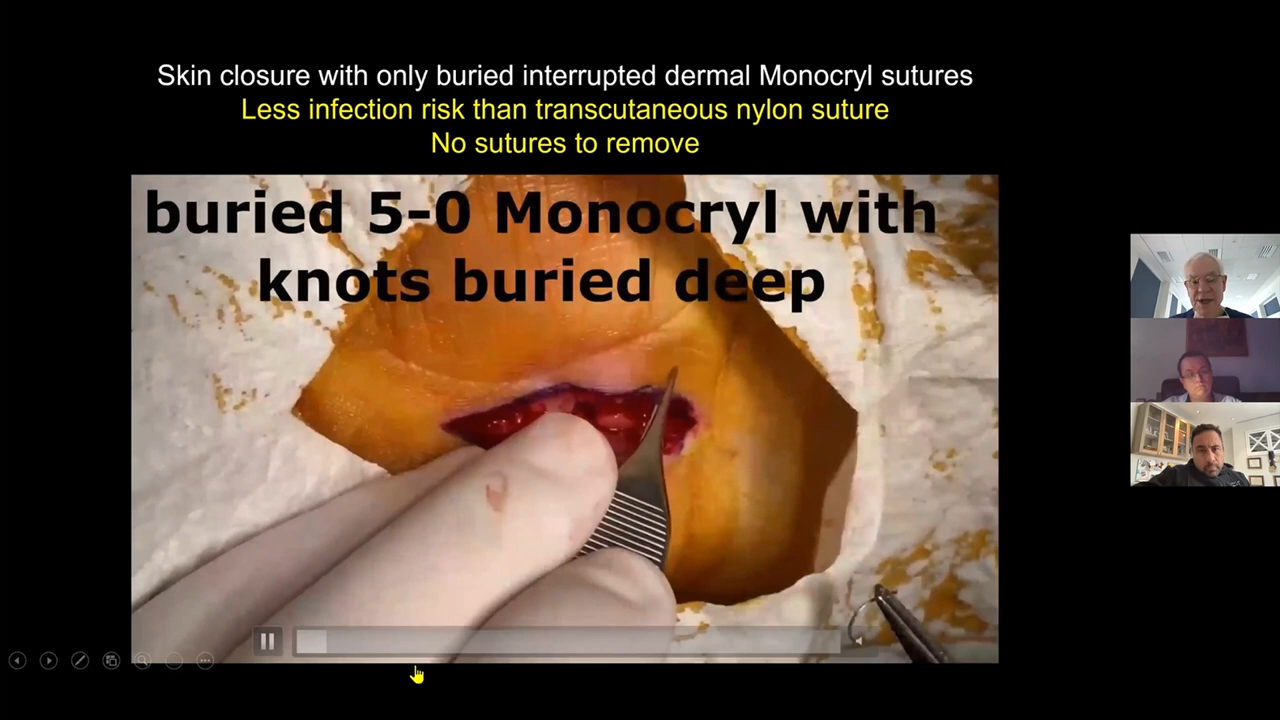 Skin closure with only buried interrupted dermal Monocryl sutures
Less infection risk than transcutaneous nylon suture
No sutures to remove
buried 5-0 Monocryl with
knots buried deep